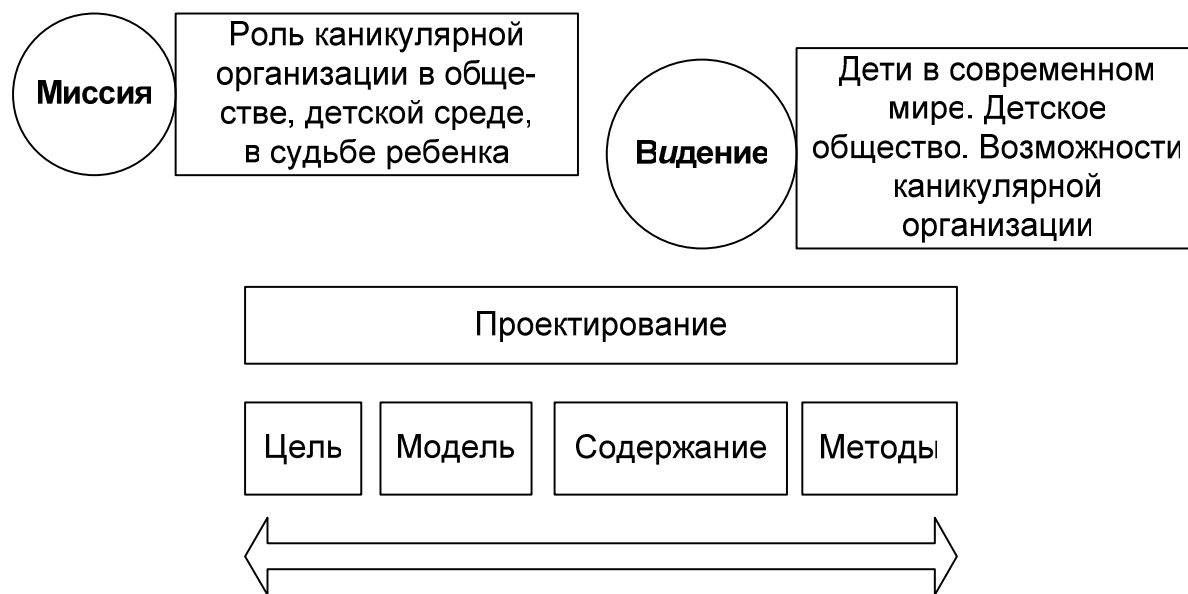 Миссия
Роль каникулярной
организации в обще-
стве, детской среде,
в судьбе ребенка
Видение
Дети в современном
мире. Детское
общество. Возможности
каникулярной
организации
Проектирование
Цель
Модель
Содержание
Методы